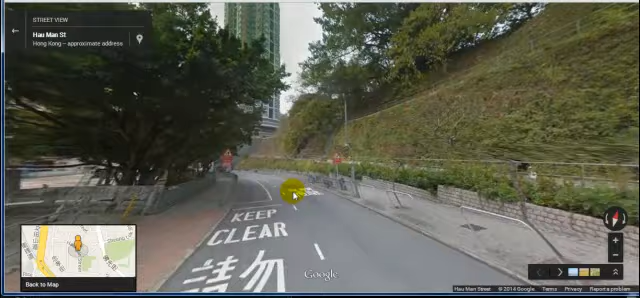 STREET VIEW
Hau Man St
Hong Kong – approximate address
KEEP
CLEAR
請勿
Google
Back to Map
Hau Man Street
© 2014 Google
Terms
Privacy
Report a problem